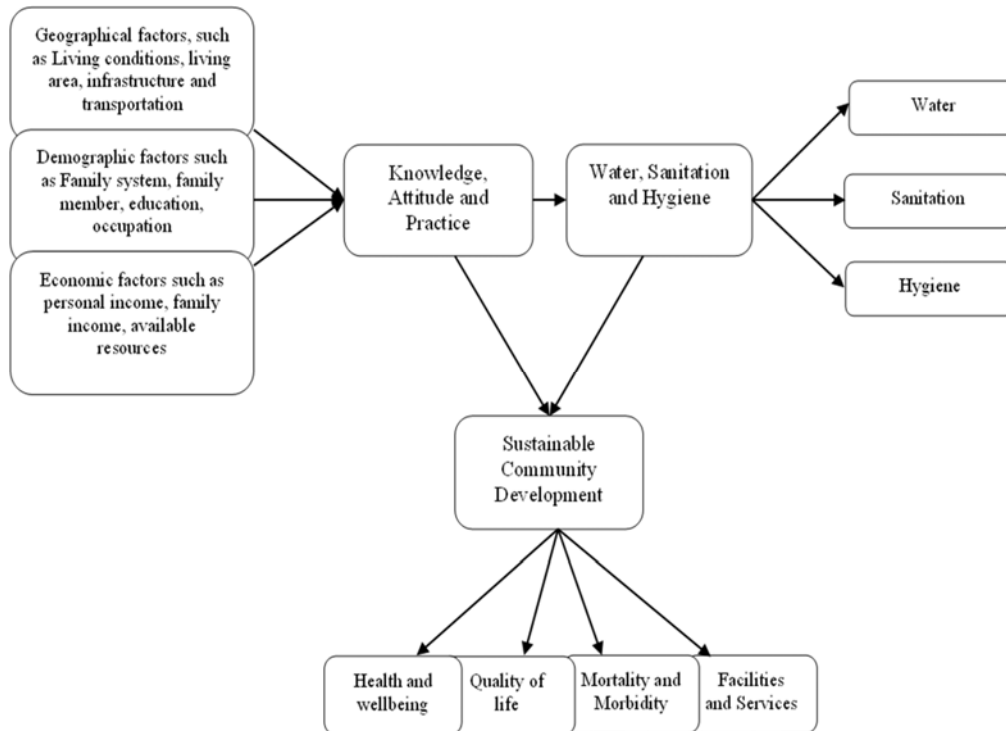 Geographical factors, such
as Living conditions, living
area, infrastructure and
transportation
Demographic factors such
as Family system, family
member, education,
occupation
Economic factors such as
personal income, family
income, available
resources
Knowledge,
Attitude and
Practice
Water, Sanitation
and Hygiene
Water
Sanitation
Hygiene
Sustainable
Community
Development
Health and
wellbeing
Quality of
life
Mortality and
Morbidity
Facilities
and Services